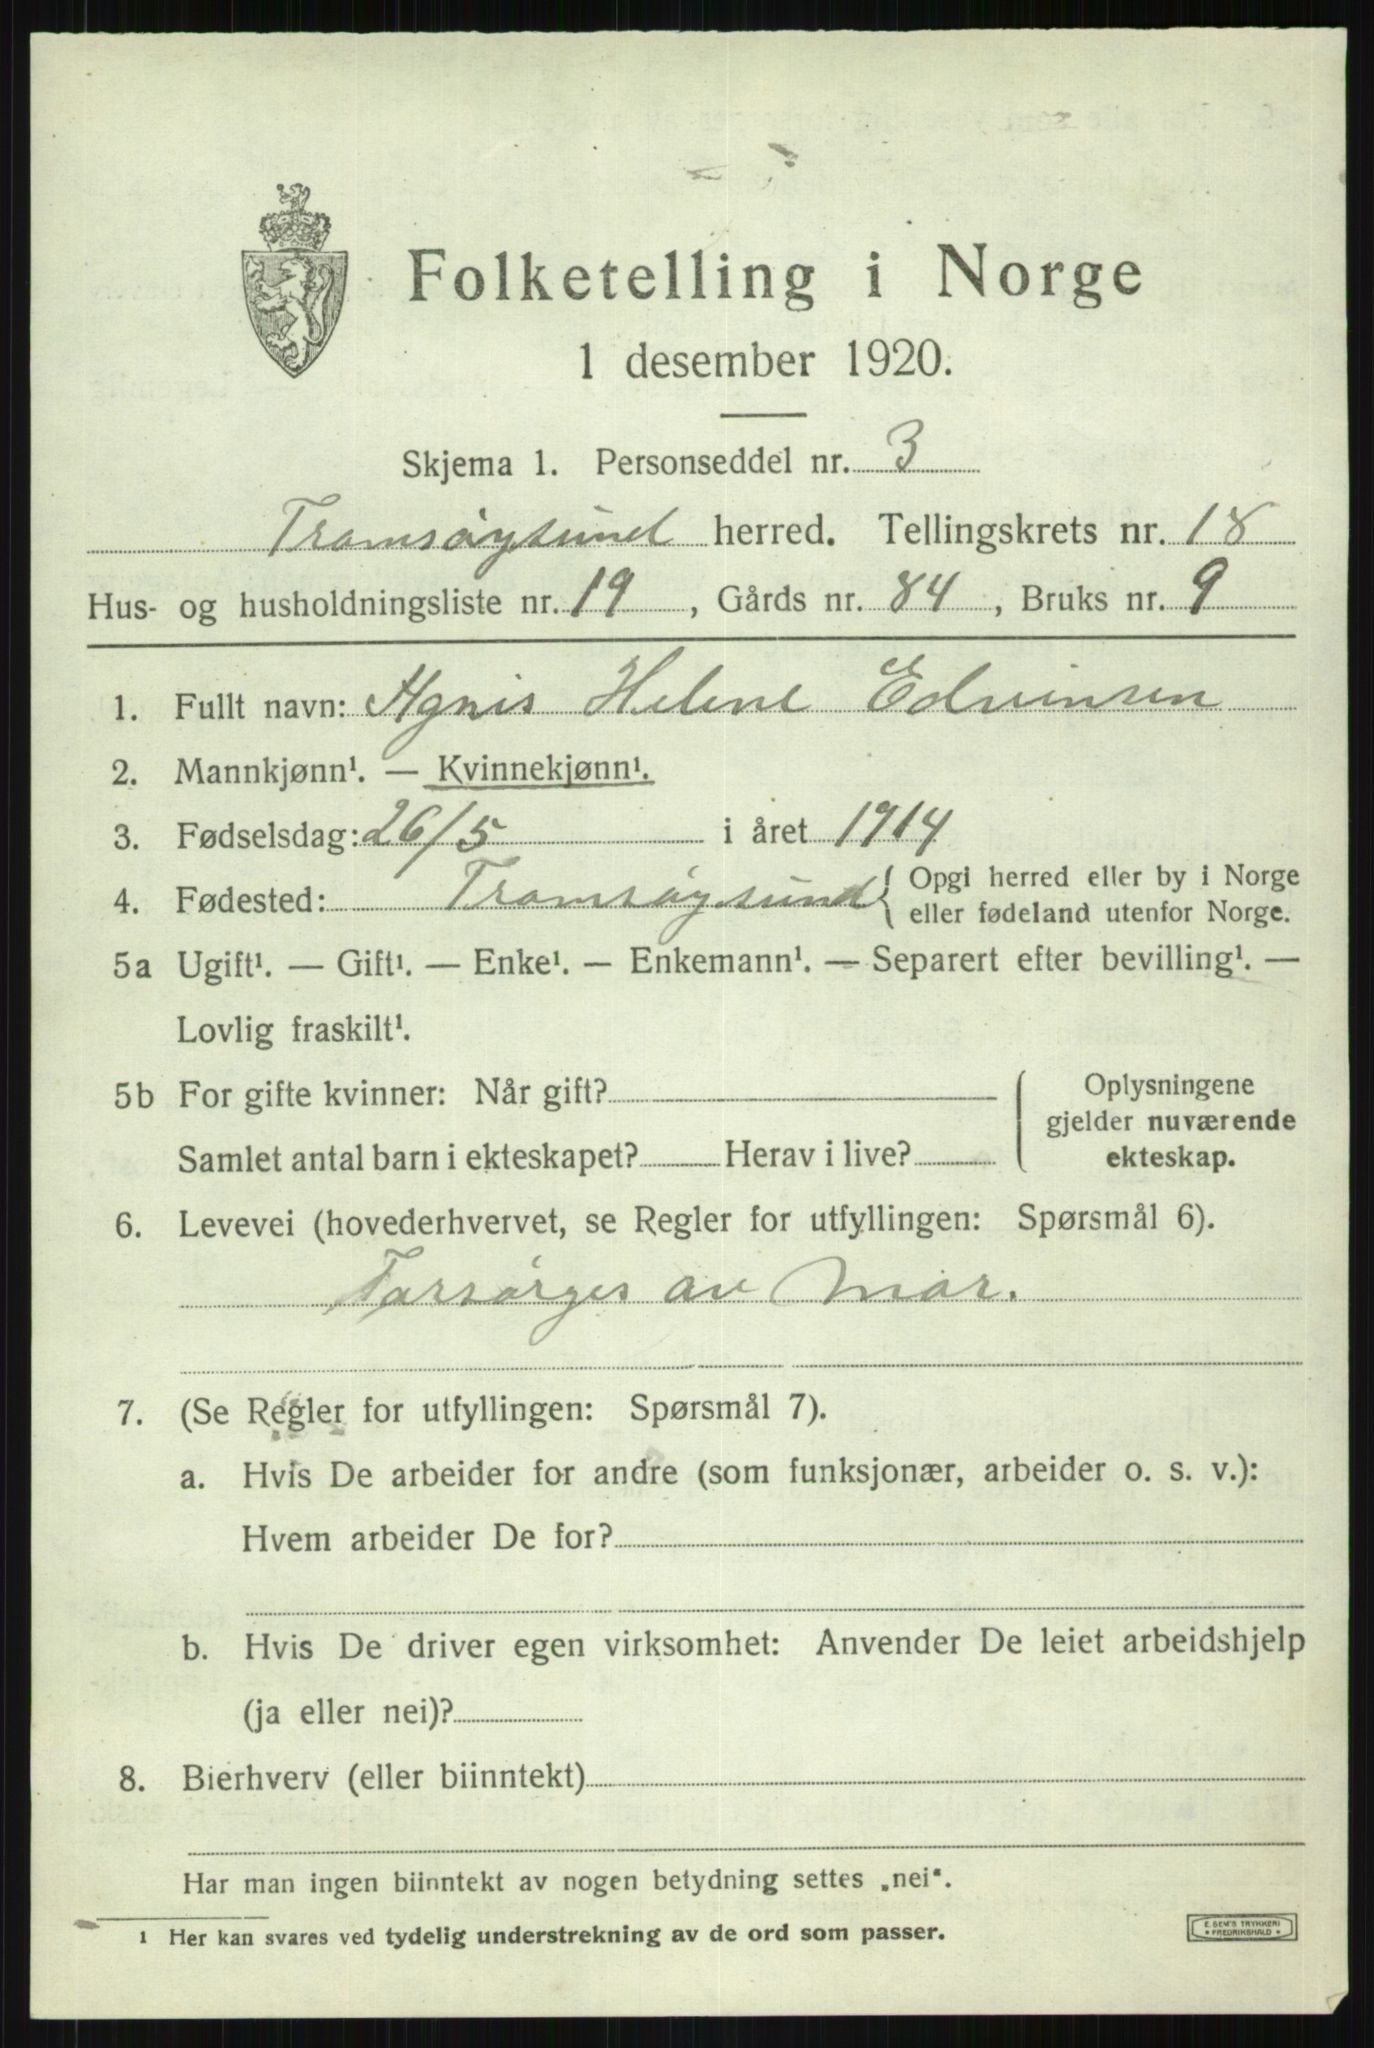 Folketelling i Norge
1 desember 1920.
Skjema 1. Personseddel nr. 3
Tromsøysund herred. Tellingskrets nr. 18
Hus- og husholdningsliste nr. 19, Gårds nr. 84, Bruks nr. 9
1. Fullt navn: Agnis Helene Edvinsen
2. Mannkjønn¹. — Kvinnekjønn¹.
3. Fødselsdag: 26/5 i året 1914
4. Fødested: Tromsøysund { Opgi herred eller by i Norge
eller fødeland utenfor Norge.
5a Ugift¹. — Gift¹. — Enke¹. — Enkemann¹. — Separert efter bevilling¹. —
Lovlig fraskilt¹.
5b For gifte kvinner: Når gift?
Samlet antal barn i ekteskapet? Herav i live?
Oplysningene
gjelder nuværende
ekteskap.
6. Levevei (hovederhvervet, se Regler for utfyllingen: Spørsmål 6).
Forsørges av Mor.
7. (Se Regler for utfyllingen: Spørsmål 7).
a. Hvis De arbeider for andre (som funksjonær, arbeider o. s. v.):
Hvem arbeider De for?
b. Hvis De driver egen virksomhet: Anvender De leiet arbeidshjelp
(ja eller nei)?
8. Bierhverv (eller biinntekt)
Har man ingen biinntekt av nogen betydning settes „nei“.
¹ Her kan svares ved tydelig understrekning av de ord som passer.
E. SEM'S TRYKKERI
* FREDRIKSHALD *